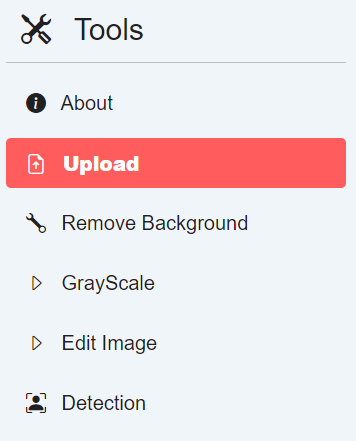 Tools
About
Upload
Remove Background
GrayScale
Edit Image
Detection